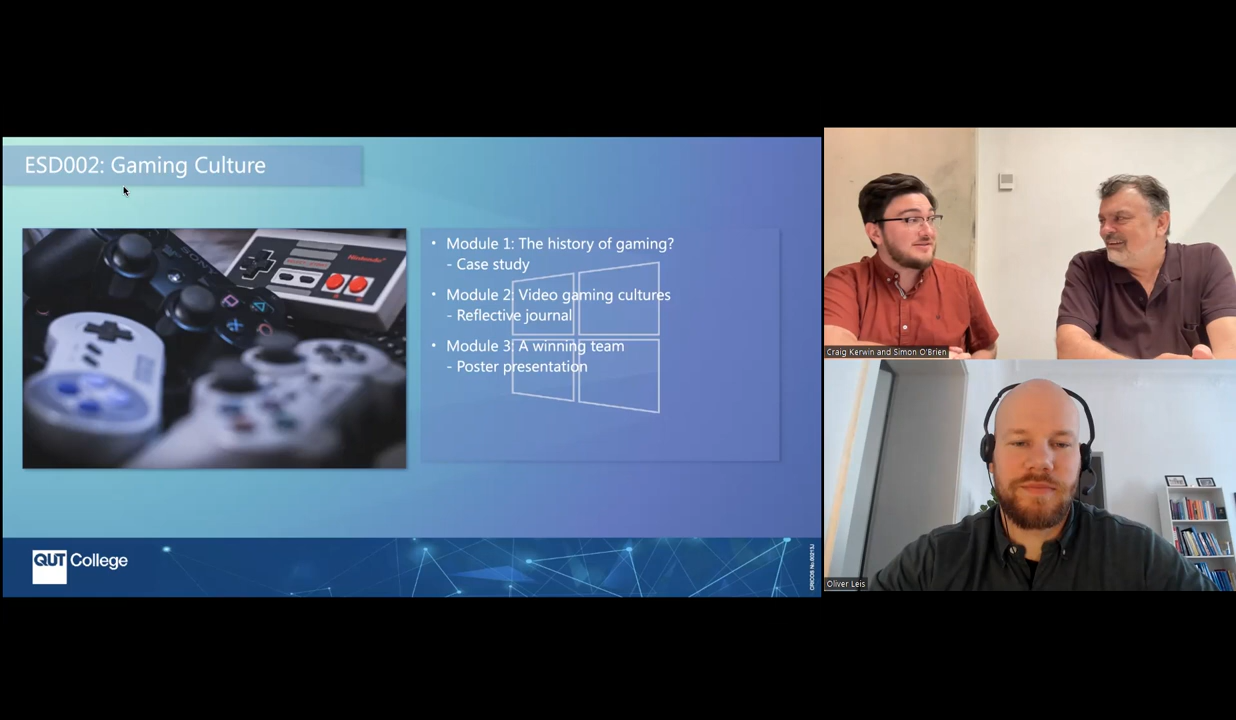 ESD002: Gaming Culture
SONY
Nintendo
• Module 1: The history of gaming?
- Case study
• Module 2: Video gaming cultures
- Reflective journal
• Module 3: A winning team
- Poster presentation
QUT College
Craig Kerwin and Simon O'Brien
Oliver Leis